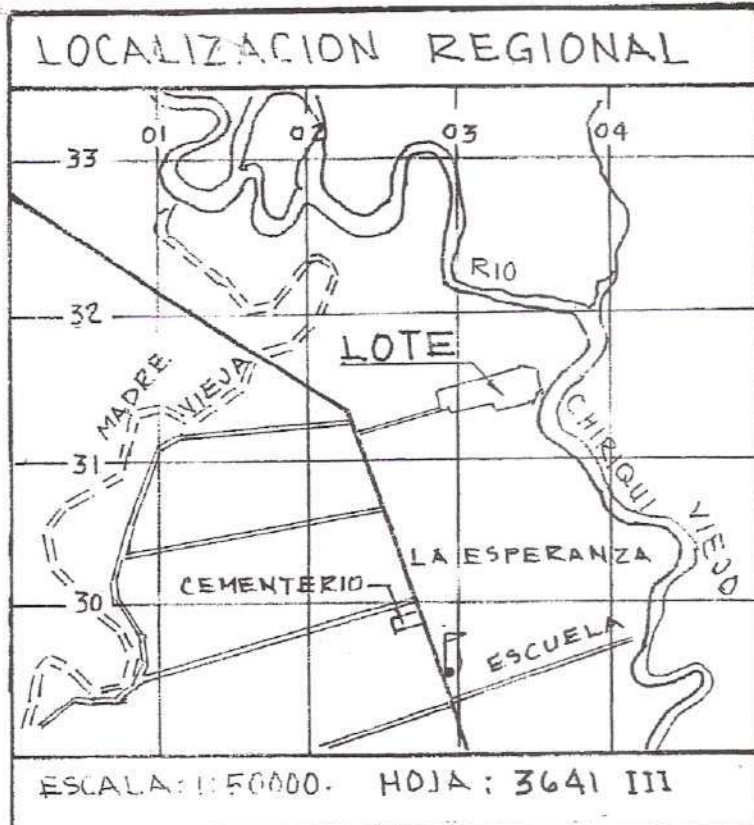 LOCALIZACION REGIONAL
01 02 03 04
33
RIO
32
LOTE
MADRE VIEJA
CHIRIQUI VIEJO
31
LA ESPERANZA
CEMENTERIO
30
ESCUELA
ESCALA: 1:50000. HOJA: 3641 III